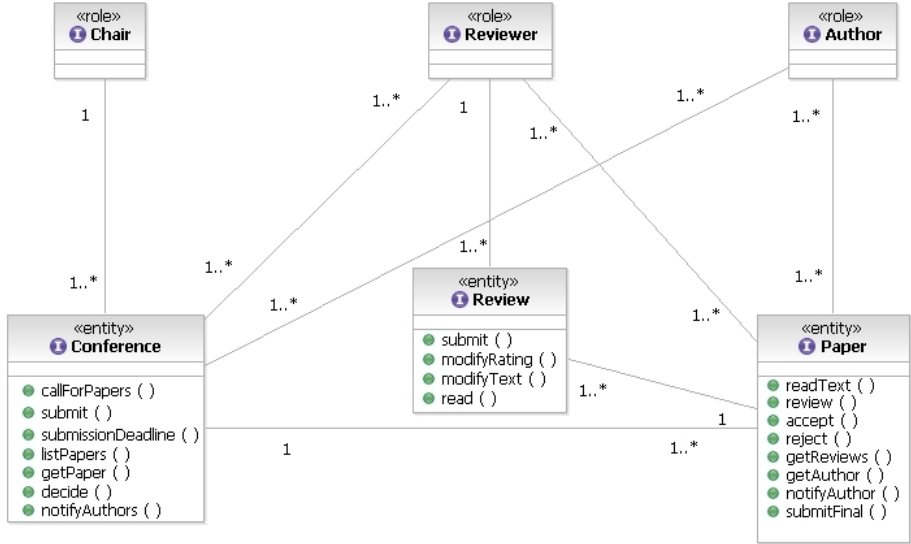 «role»
Chair
«role»
Reviewer
«role»
Author
1
1..*
1
1..*
1..*
1..*
1..*
1..*
1..*
1..*
1..*
1..*
«entity»
Conference
callForPapers ( )
submit ( )
submissionDeadline ( )
listPapers ( )
getPaper ( )
decide ( )
notifyAuthors ( )
«entity»
Review
submit ( )
modifyRating ( )
modifyText ( )
read ( )
«entity»
Paper
readText ( )
review ( )
accept ( )
reject ( )
getReviews ( )
getAuthor ( )
notifyAuthor ( )
submitFinal ( )
1..*
1
1
1..*